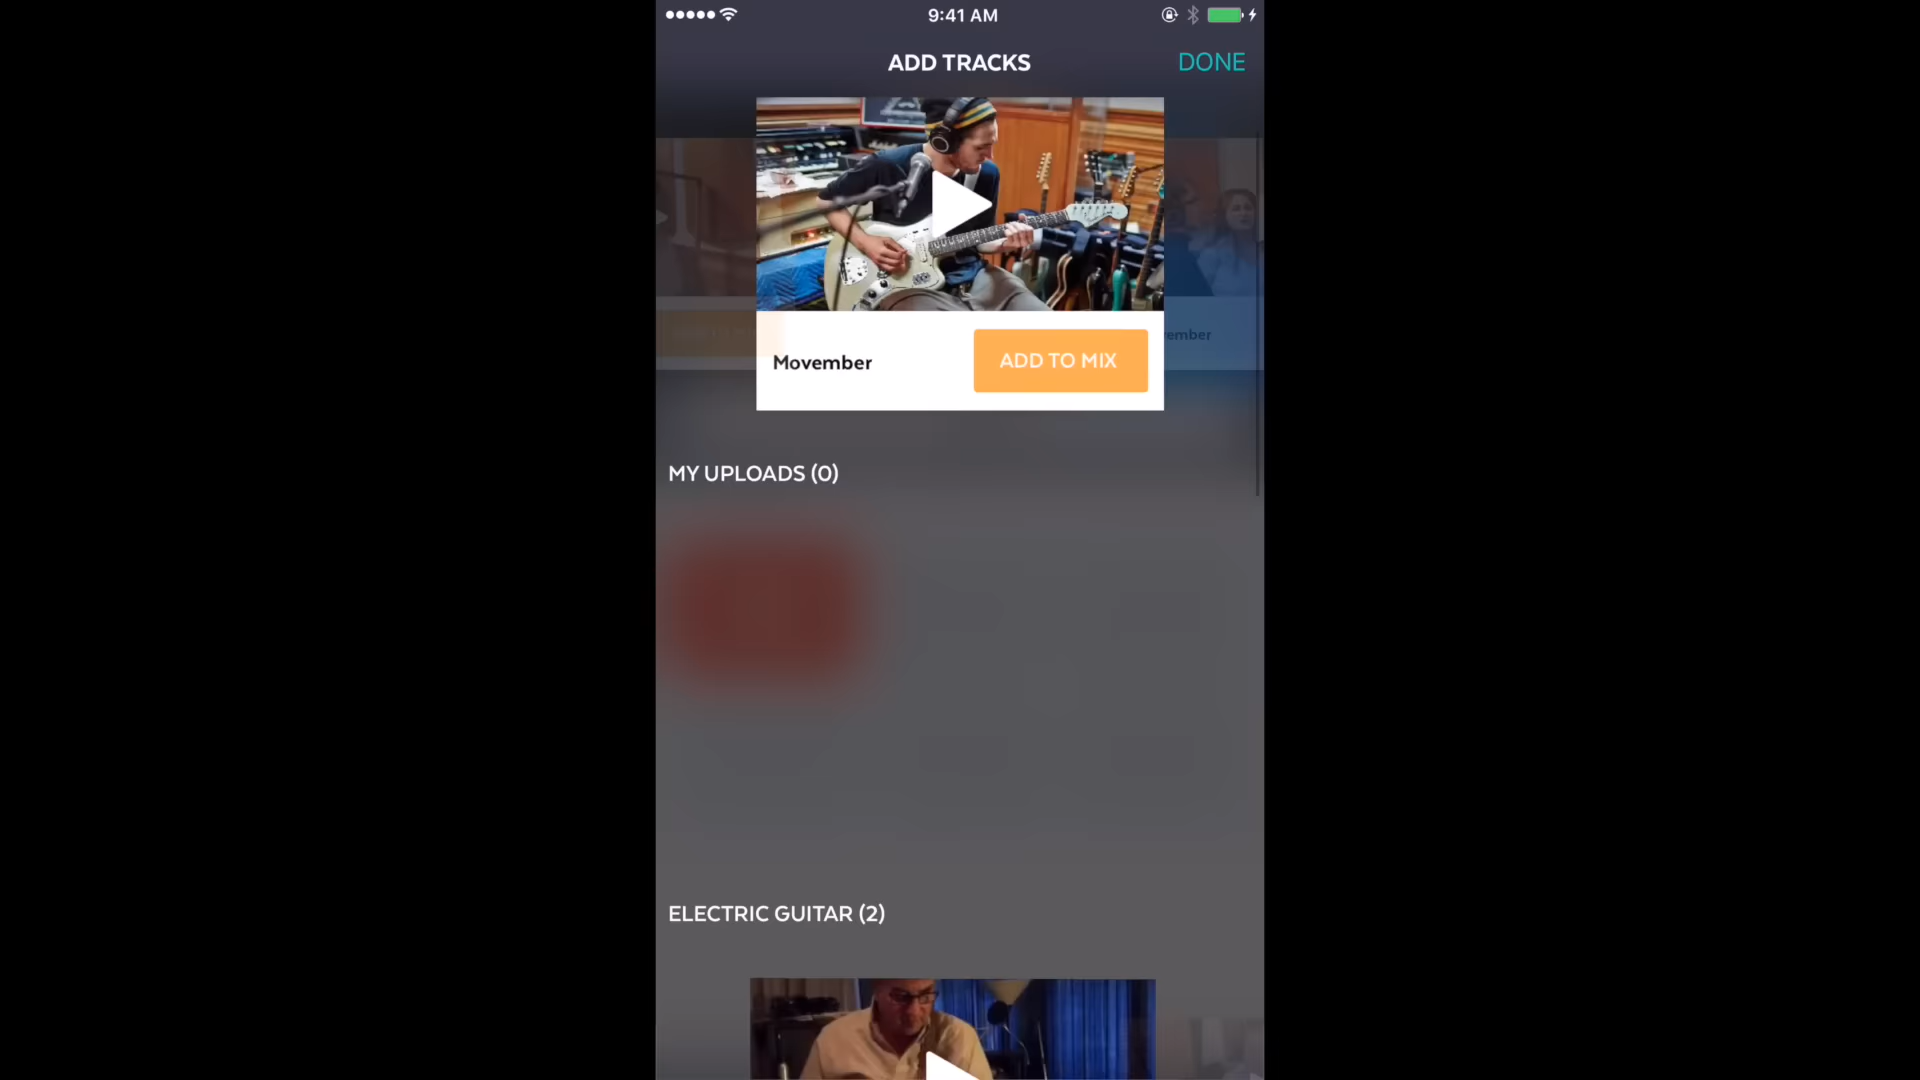 9:41 AM
ADD TRACKS
DONE
Movember
ADD TO MIX
ember
MY UPLOADS (0)
ELECTRIC GUITAR (2)